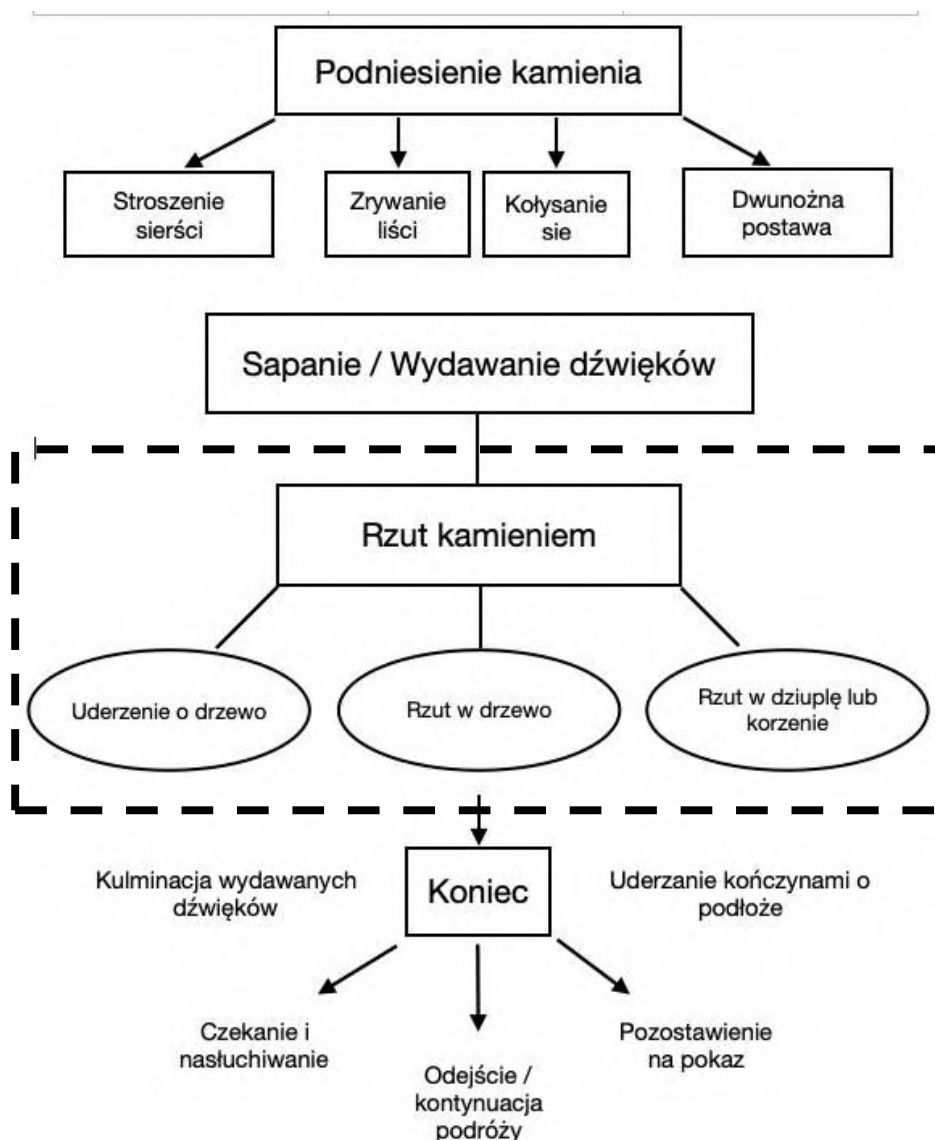 Podniesienie kamienia
Stroszenie
sierści
Zrywanie
liści
Kołysanie
sie
Dwunożna
postawa
Sapanie / Wydawanie dźwięków
Rzut kamieniem
Uderzenie o drzewo
Rzut w drzewo
Rzut w dziuplę lub
korzenie
Kulminacja wydawanych
dźwięków
Koniec
Uderzanie kończynami o
podłoże
Czekanie i
nasłuchiwanie
Odejście /
kontynuacja
podróży
Pozostawienie
na pokaz